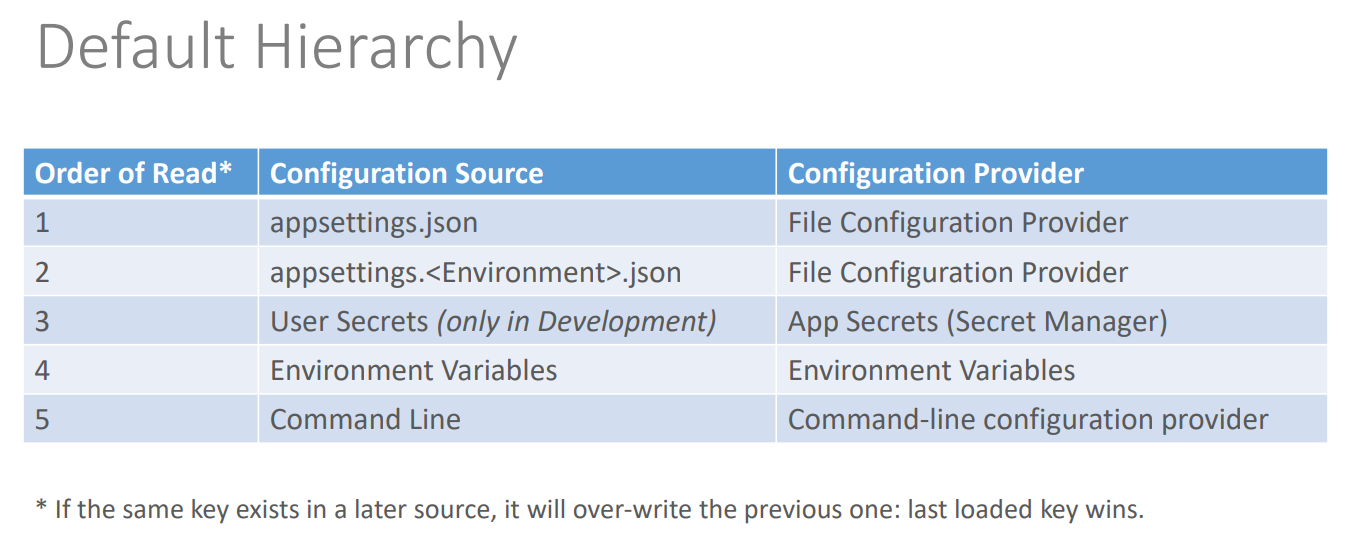 Default Hierarchy
Order of Read* Configuration Source Configuration Provider
1 appsettings.json File Configuration Provider
2 appsettings.<Environment>.json File Configuration Provider
3 User Secrets (only in Development) App Secrets (Secret Manager)
4 Environment Variables Environment Variables
5 Command Line Command-line configuration provider
* If the same key exists in a later source, it will over-write the previous one: last loaded key wins.